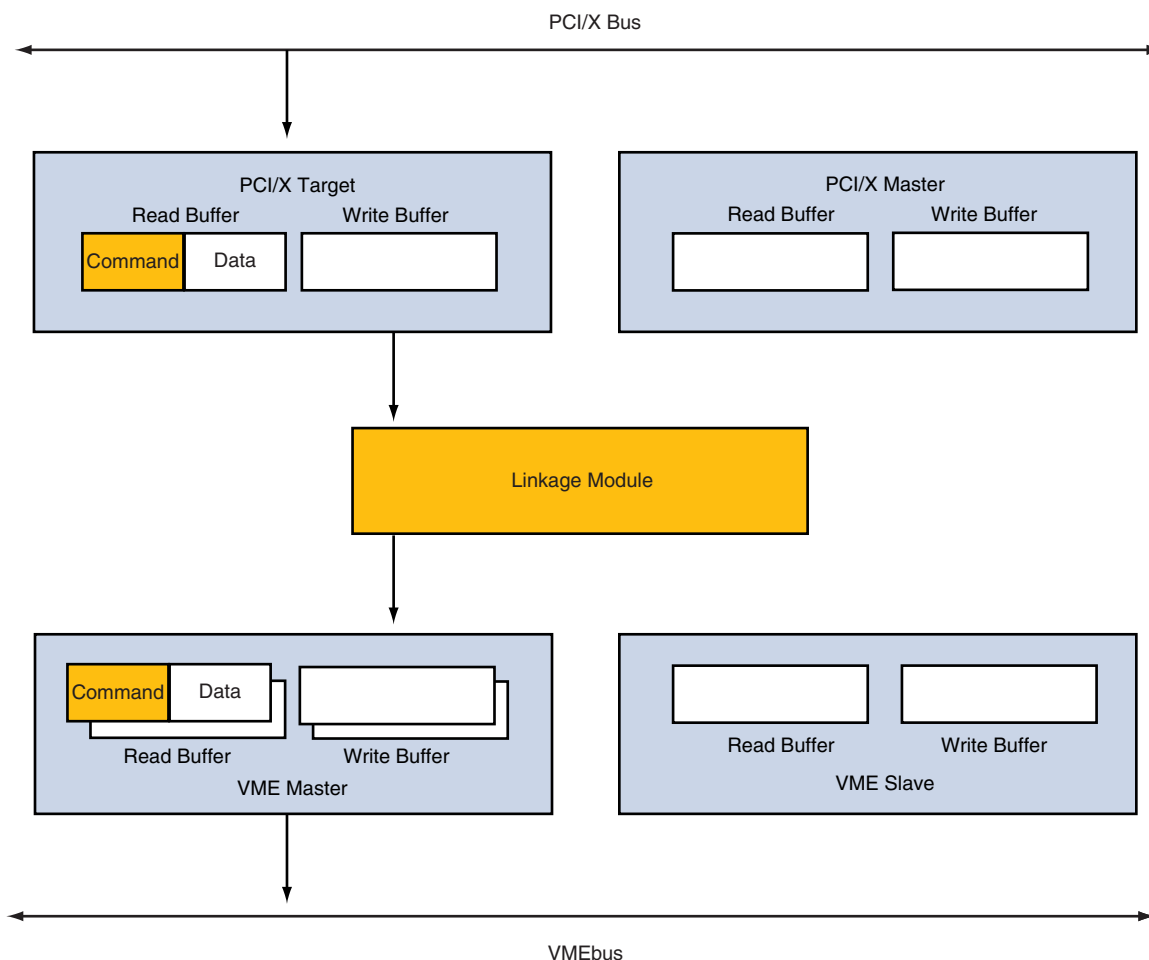 PCI/X Bus
PCI/X Target
Read Buffer
Write Buffer
Command
Data
PCI/X Master
Read Buffer
Write Buffer
Linkage Module
Command
Data
Read Buffer
Write Buffer
VME Master
Read Buffer
Write Buffer
VME Slave
VMEbus